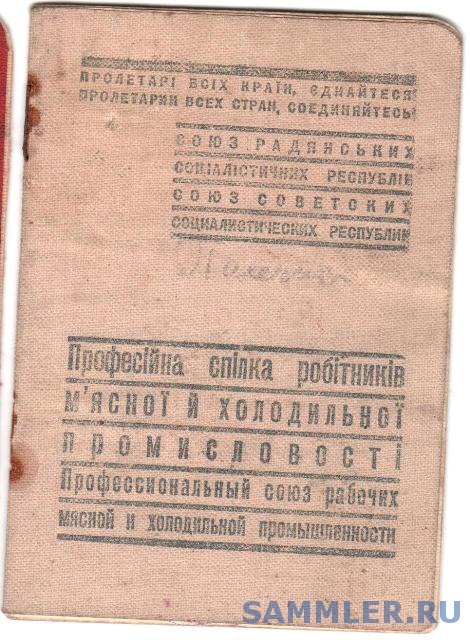 ПРОЛЕТАРІ ВСІХ КРАЇН, ЄДНАЙТЕСЯ
ПРОЛЕТАРИИ ВСЕХ СТРАН, СОЕДИНЯЙТЕСЬ
СОЮЗ РАДЯНСЬКИХ
СОЦІАЛІСТИЧНИХ РЕСПУБЛІК
СОЮЗ СОВЕТСКИХ
СОЦИАЛИСТИЧЕСКИХ РЕСПУБЛИК
Професійна спілка робітників
м'ясної й холодильної
промисловості
Профессиональный союз рабочих
мясной и холодильной промышленности
SAMMLER.RU